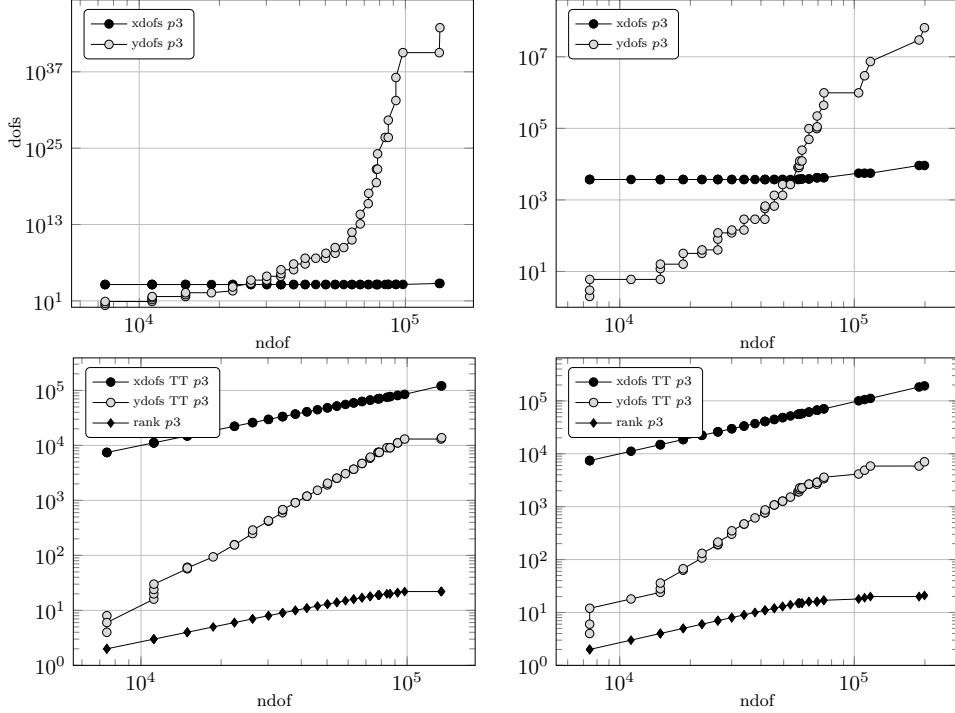 xdofs p3
ydofs p3
10^37
10^25
10^13
10^1
dofs
10^4
10^5
ndof
xdofs p3
ydofs p3
10^7
10^5
10^3
10^1
10^4
10^5
ndof
xdofs TT p3
ydofs TT p3
rank p3
10^5
10^4
10^3
10^2
10^1
10^0
10^4
10^5
ndof
xdofs TT p3
ydofs TT p3
rank p3
10^5
10^4
10^3
10^2
10^1
10^0
10^4
10^5
ndof